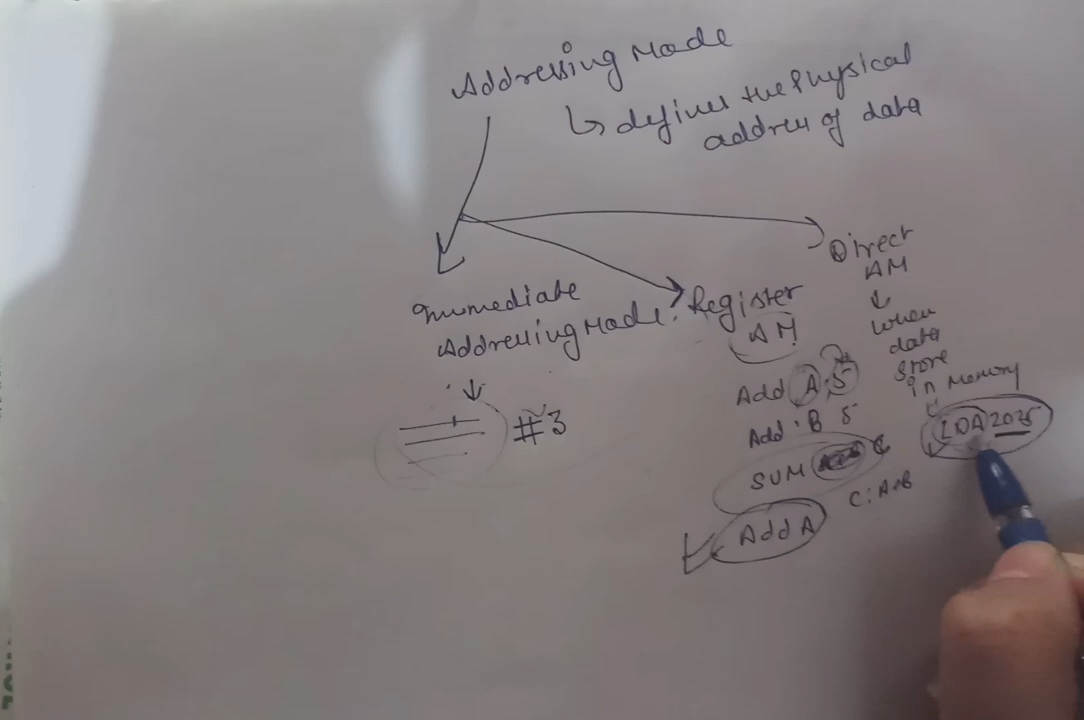 Addressing Mode
↳ defines the Physical
address of data
Immediate
Addressing Mode.
↓
#3
Register
AM
Add A, 5
Add B 5
SUM C
C: A+B
Add A
Direct
AM
↓
When
data
store
in Memory
LDA 2025